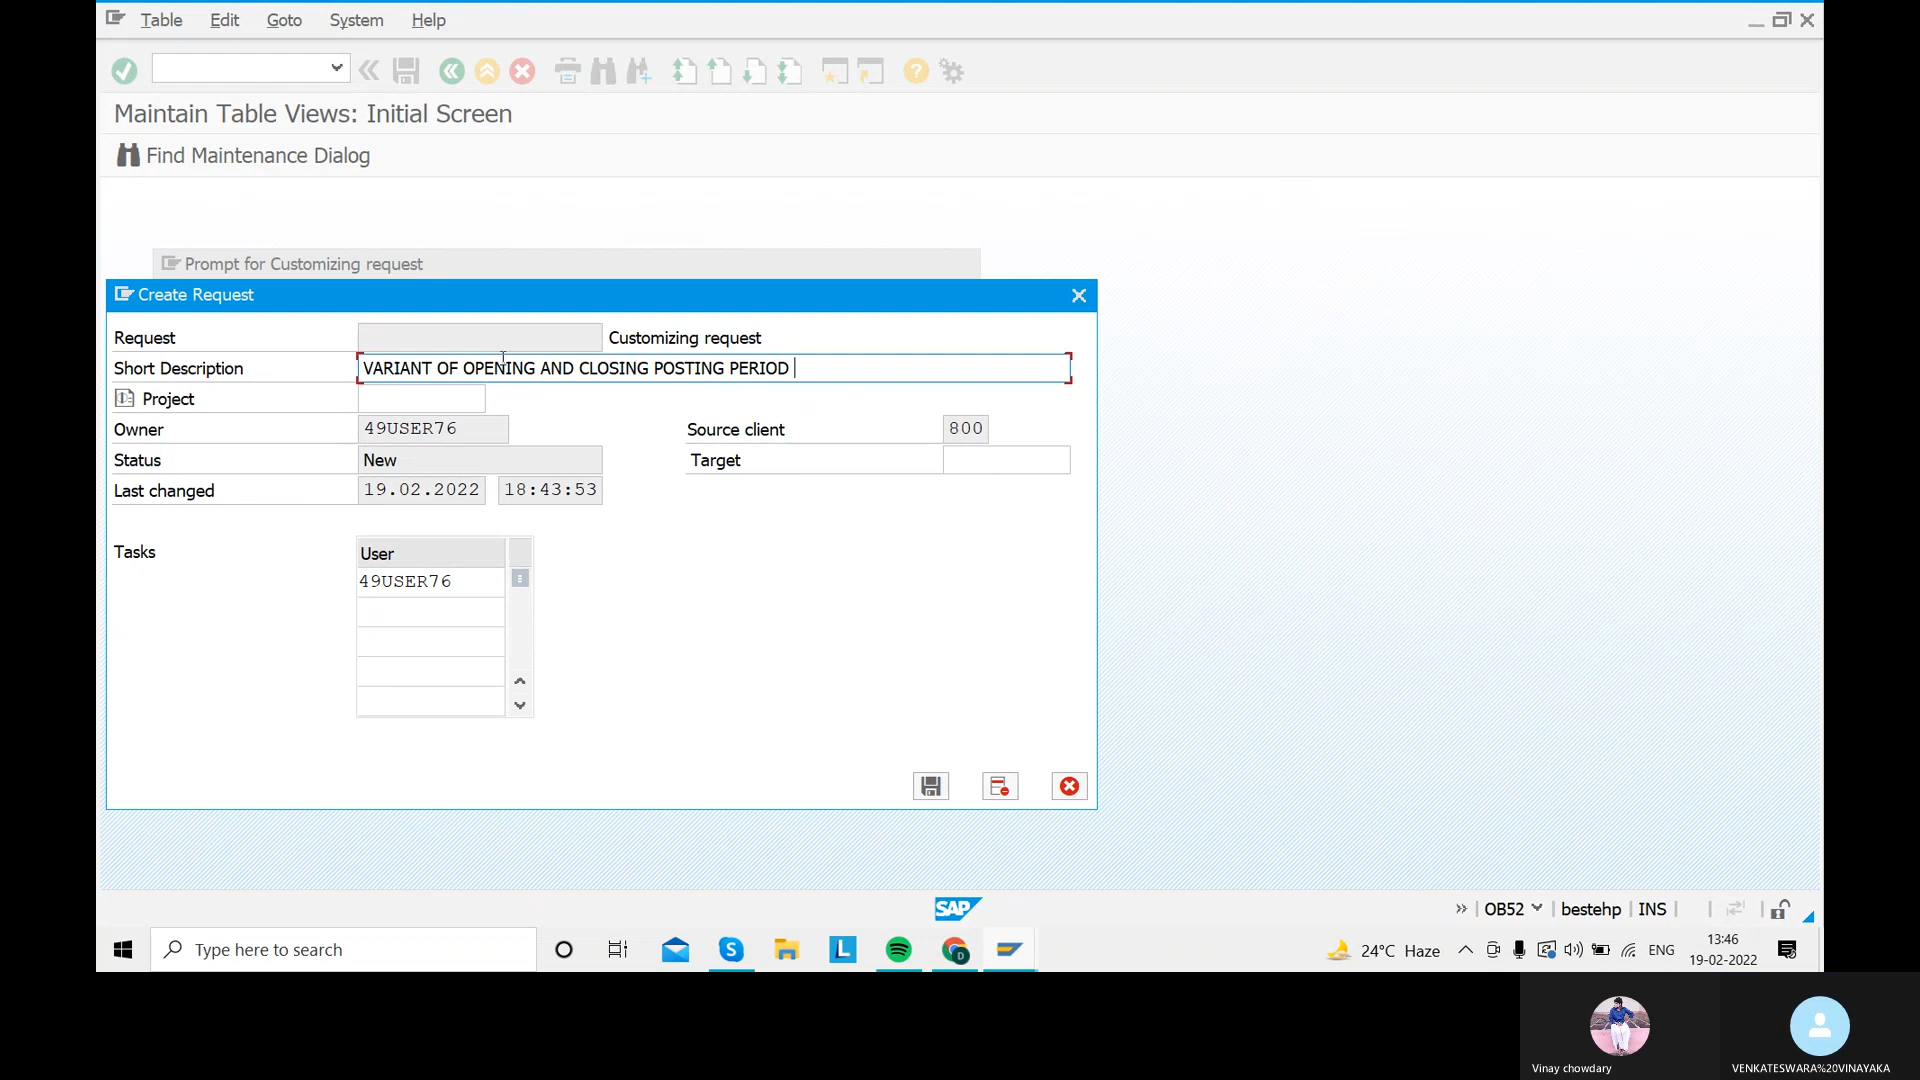 Table Edit Goto System Help
Maintain Table Views: Initial Screen
Find Maintenance Dialog
Prompt for Customizing request
Create Request
Request Customizing request
Short Description VARIANT OF OPENING AND CLOSING POSTING PERIOD
Project
Owner 49USER76 Source client 800
Status New Target
Last changed 19.02.2022 18:43:53
Tasks User
49USER76
SAP
OB52 bestehp INS
Type here to search
24°C Haze ENG 13:46
19-02-2022
Vinay chowdary VENKATESWARA%20VINAYAKA